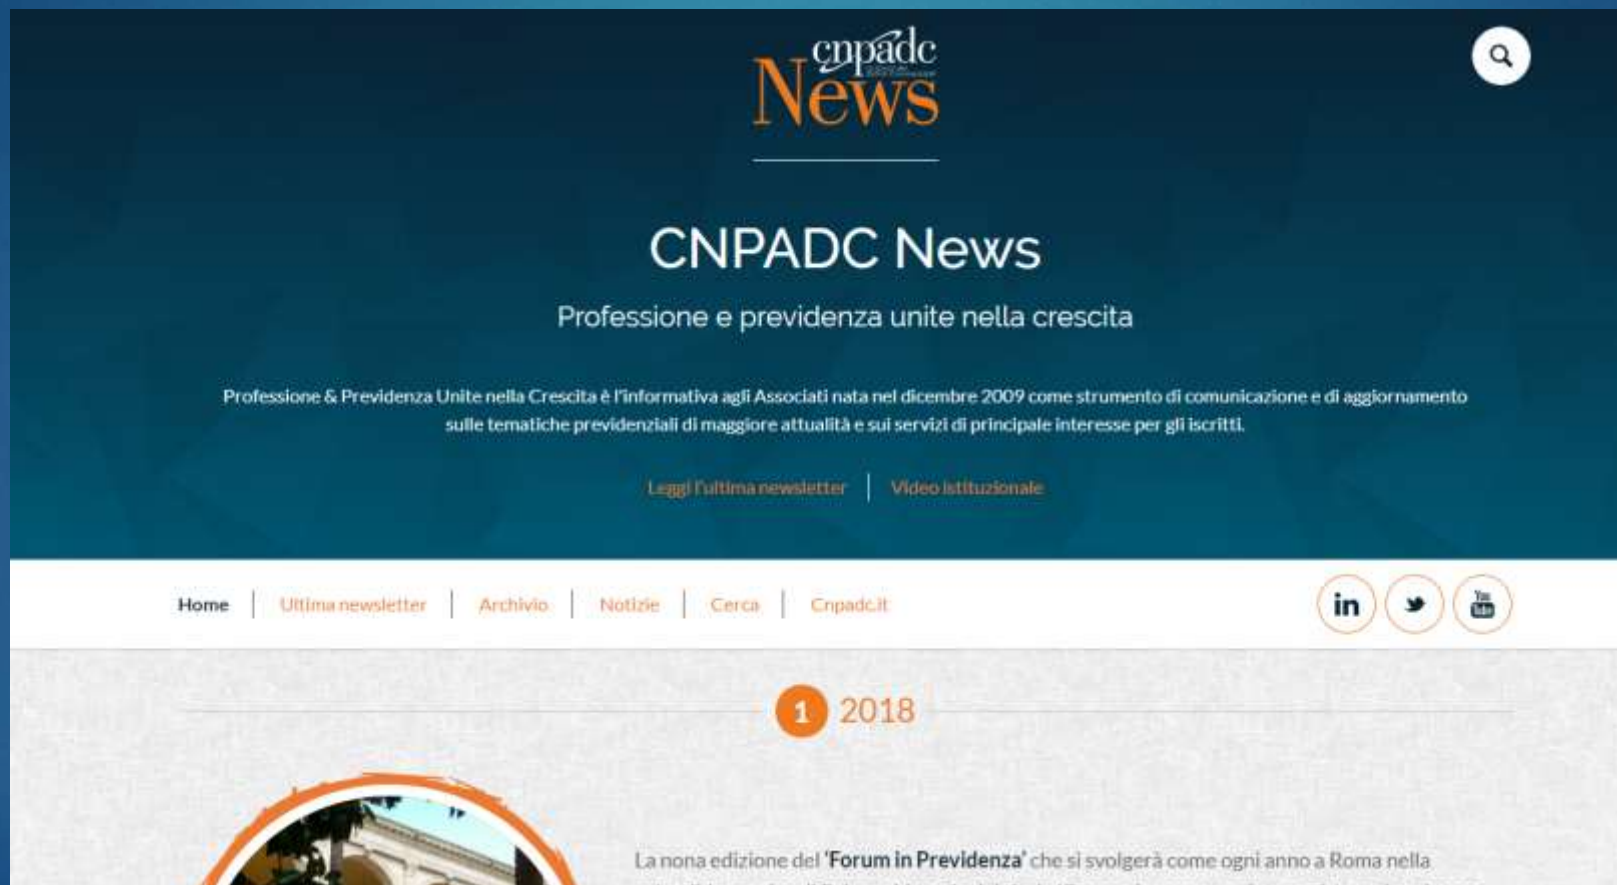 cnpadc
News
CNPADC News
Professione e previdenza unite nella crescita
Professione & Previdenza Unite nella Crescita è l'informativa agli Associati nata nel dicembre 2009 come strumento di comunicazione e di aggiornamento
sulle tematiche previdenziali di maggiore attualità e sui servizi di principale interesse per gli iscritti.
Leggi l'ultima newsletter | Video istituzionale
Home | Ultima newsletter | Archivio | Notizie | Cerca | Cnpadc.it
in
You
Tube
1 2018
La nona edizione del 'Forum in Previdenza' che si svolgerà come ogni anno a Roma nella